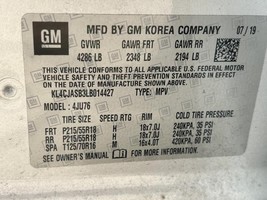 GM
MFD BY GM KOREA COMPANY 07/19
GVWR GAWR FRT GAWR RR
4286 LB 2348 LB 2194 LB
THIS VEHICLE CONFORMS TO ALL APPLICABLE U.S. FEDERAL MOTOR
VEHICLE SAFETY AND THEFT PREVENTION STANDARDS IN EFFECT ON
THE DATE OF MANUFACTURE SHOWN ABOVE.
KL4CJASB3LB014427 TYPE: MPV
MODEL: 4JU76
TIRE SIZE SPEED RTG RIM COLD TIRE PRESSURE
FRT P215/55R18 H 18x7.0J 240KPA, 35 PSI
RR P215/55R18 H 18x7.0J 240KPA, 35 PSI
SPA T125/70R16 M 16x4.0T 420KPA, 60 PSI
SEE OWNER'S MANUAL FOR ADDITIONAL INFORMATION.